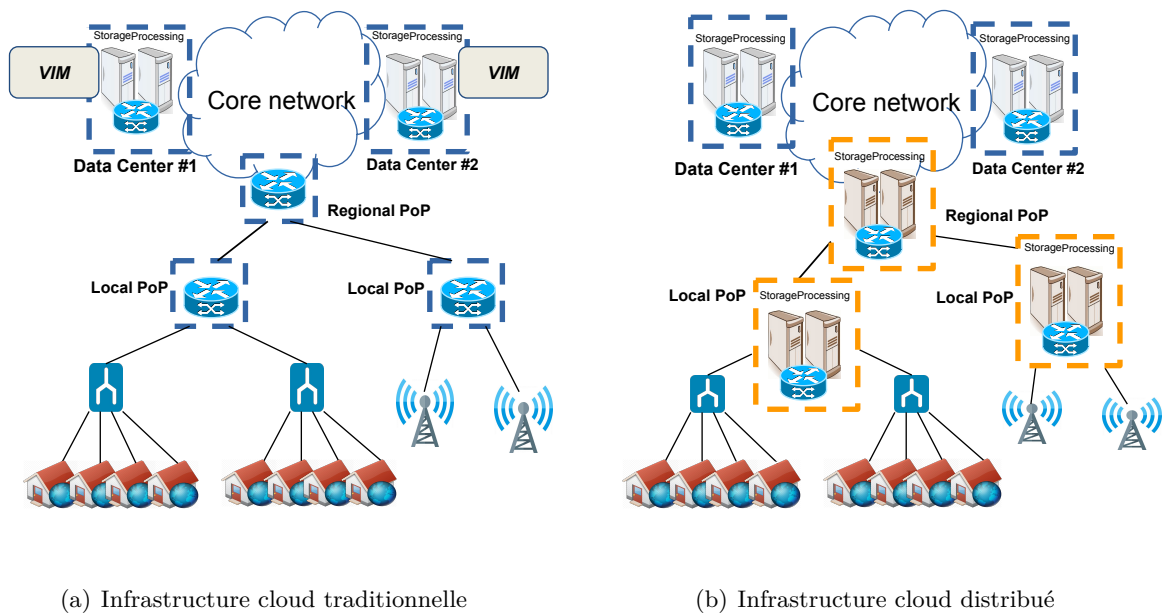 StorageProcessing
StorageProcessing
VIM
VIM
Core network
Data Center #1
Data Center #2
Regional PoP
Local PoP
Local PoP
(a) Infrastructure cloud traditionnelle
StorageProcessing
StorageProcessing
Core network
StorageProcessing
Data Center #1
Data Center #2
Regional PoP
StorageProcessing
Local PoP
StorageProcessing
Local PoP
(b) Infrastructure cloud distribué